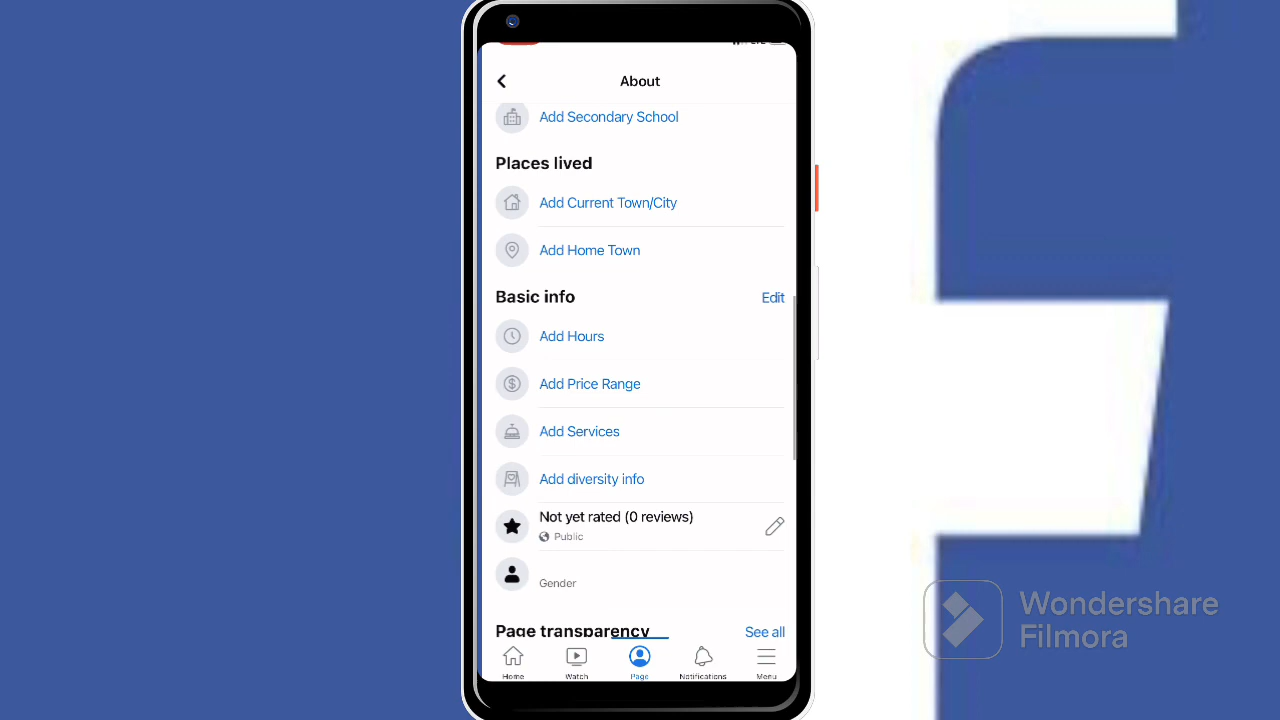 About
Add Secondary School
Places lived
Add Current Town/City
Add Home Town
Basic info
Edit
Add Hours
Add Price Range
Add Services
Add diversity info
Not yet rated (0 reviews)
Public
Gender
Page transparency
See all
Home
Watch
Page
Notifications
Menu
Wondershare
Filmora